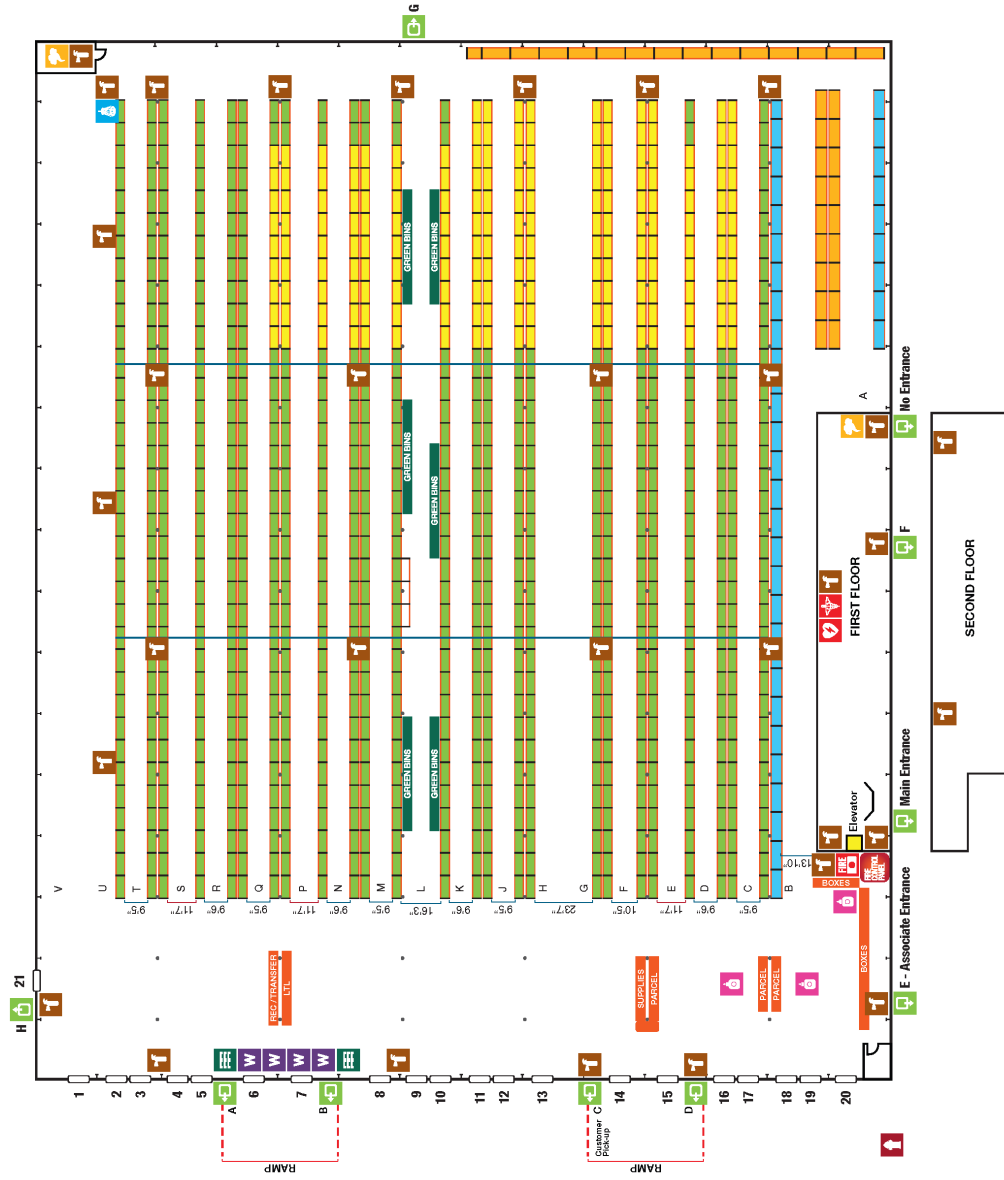 G
H
21
V
U
T
S
R
Q
P
N
M
L
K
J
H
G
F
E
D
C
B
A
9'5"
11'7"
9'6"
9'5"
11'7"
9'6"
9'5"
16'3"
9'6"
9'5"
23'7"
10'5"
11'7"
9'6"
9'5"
13'10"
GREEN BINS
GREEN BINS
GREEN BINS
GREEN BINS
GREEN BINS
GREEN BINS
REC / TRANSFER
LTL
SUPPLIES
PARCEL
PARCEL
PARCEL
BOXES
BOXES
FIRE
FIRE
CONTROL
PANEL
Elevator
FIRST FLOOR
SECOND FLOOR
No Entrance
F
Main Entrance
E - Associate Entrance
W
W
W
W
1
2
3
4
5
6
7
8
9
10
11
12
13
14
15
16
17
18
19
20
A
B
C
D
Customer
Pick-up
RAMP
RAMP